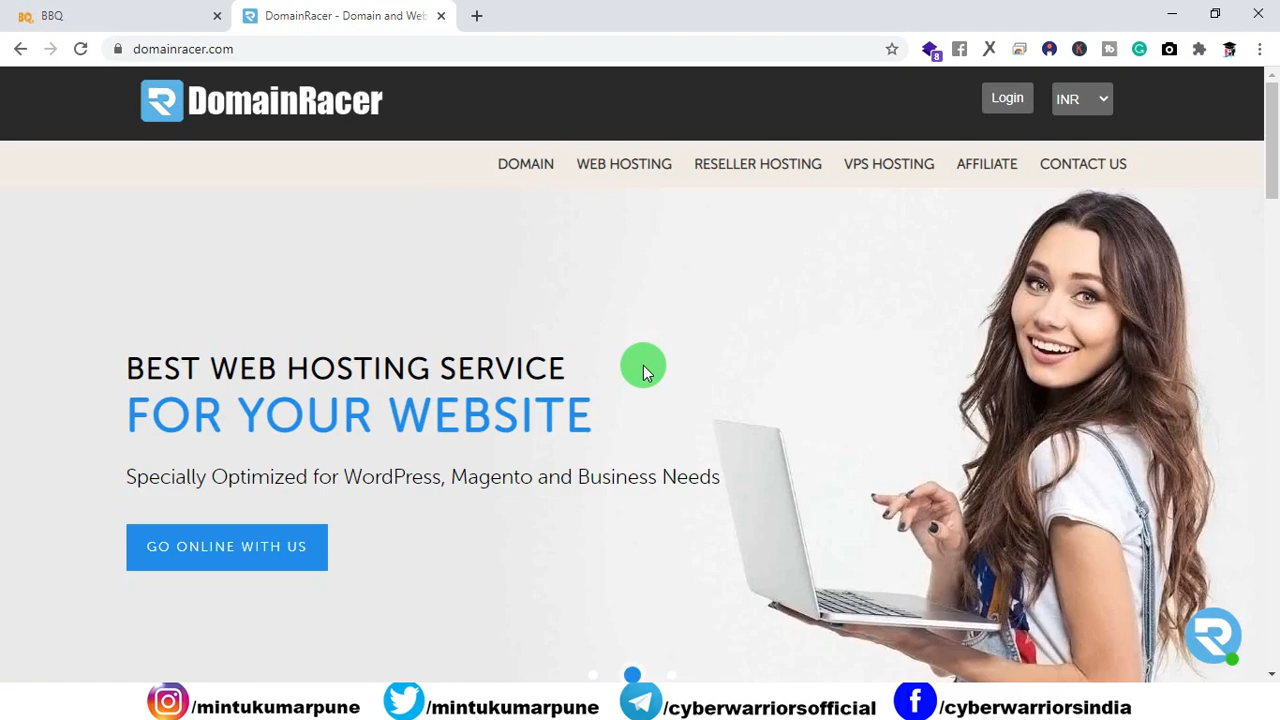 BQ BBQ
DomainRacer - Domain and Web
domainracer.com
8
DomainRacer
Login
INR
DOMAIN
WEB HOSTING
RESELLER HOSTING
VPS HOSTING
AFFILIATE
CONTACT US
BEST WEB HOSTING SERVICE
FOR YOUR WEBSITE
Specially Optimized for WordPress, Magento and Business Needs
GO ONLINE WITH US
/mintukumarpune
/mintukumarpune
/cyberwarriorsofficial
/cyberwarriorsindia